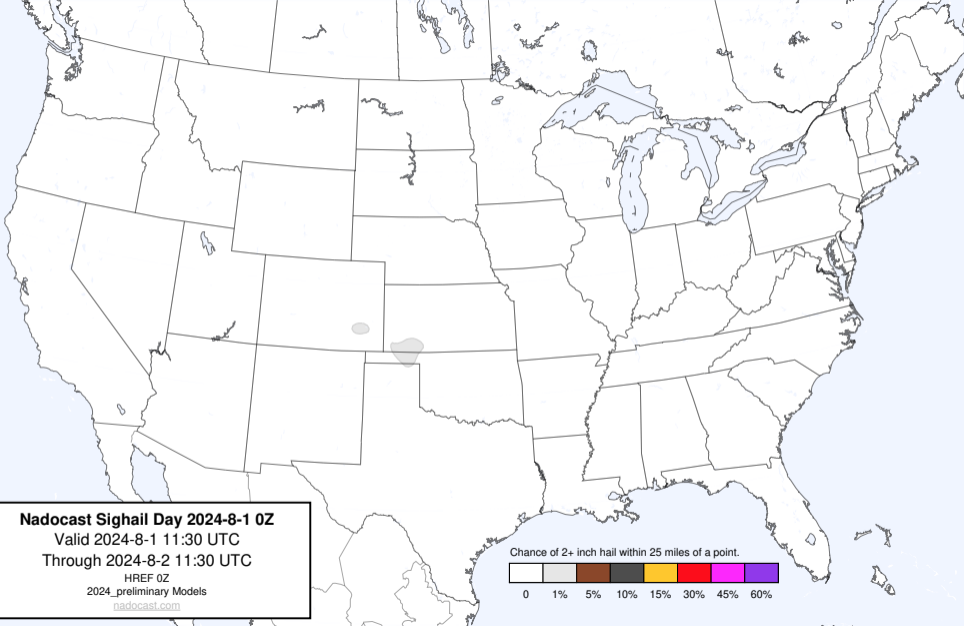 Nadocast Sighail Day 2024-8-1 0Z
Valid 2024-8-1 11:30 UTC
Through 2024-8-2 11:30 UTC
HREF 0Z
2024_preliminary Models
nadocast.com
Chance of 2+ inch hail within 25 miles of a point.
0 1% 5% 10% 15% 30% 45% 60%